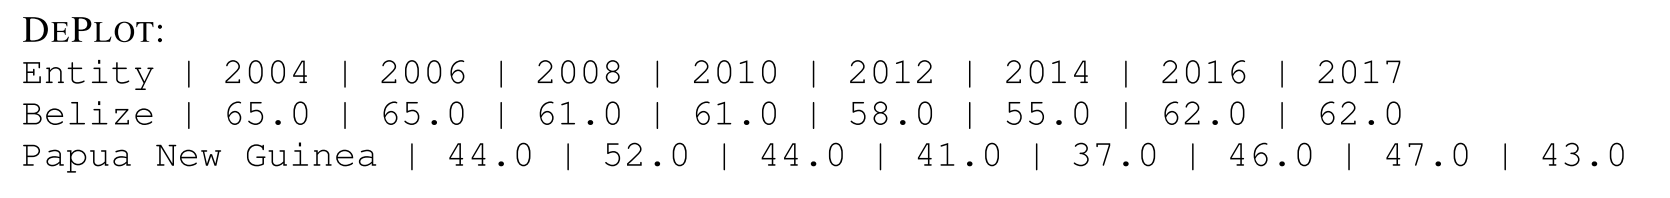 DEPLOT:
Entity | 2004 | 2006 | 2008 | 2010 | 2012 | 2014 | 2016 | 2017
Belize | 65.0 | 65.0 | 61.0 | 61.0 | 58.0 | 55.0 | 62.0 | 62.0
Papua New Guinea | 44.0 | 52.0 | 44.0 | 41.0 | 37.0 | 46.0 | 47.0 | 43.0